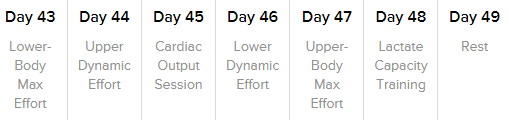 Day 43 Day 44 Day 45 Day 46 Day 47 Day 48 Day 49
Lower- Upper Cardiac Lower Upper- Lactate Rest
Body Dynamic Output Dynamic Body Capacity
Max Effort Session Effort Max Training
Effort Effort